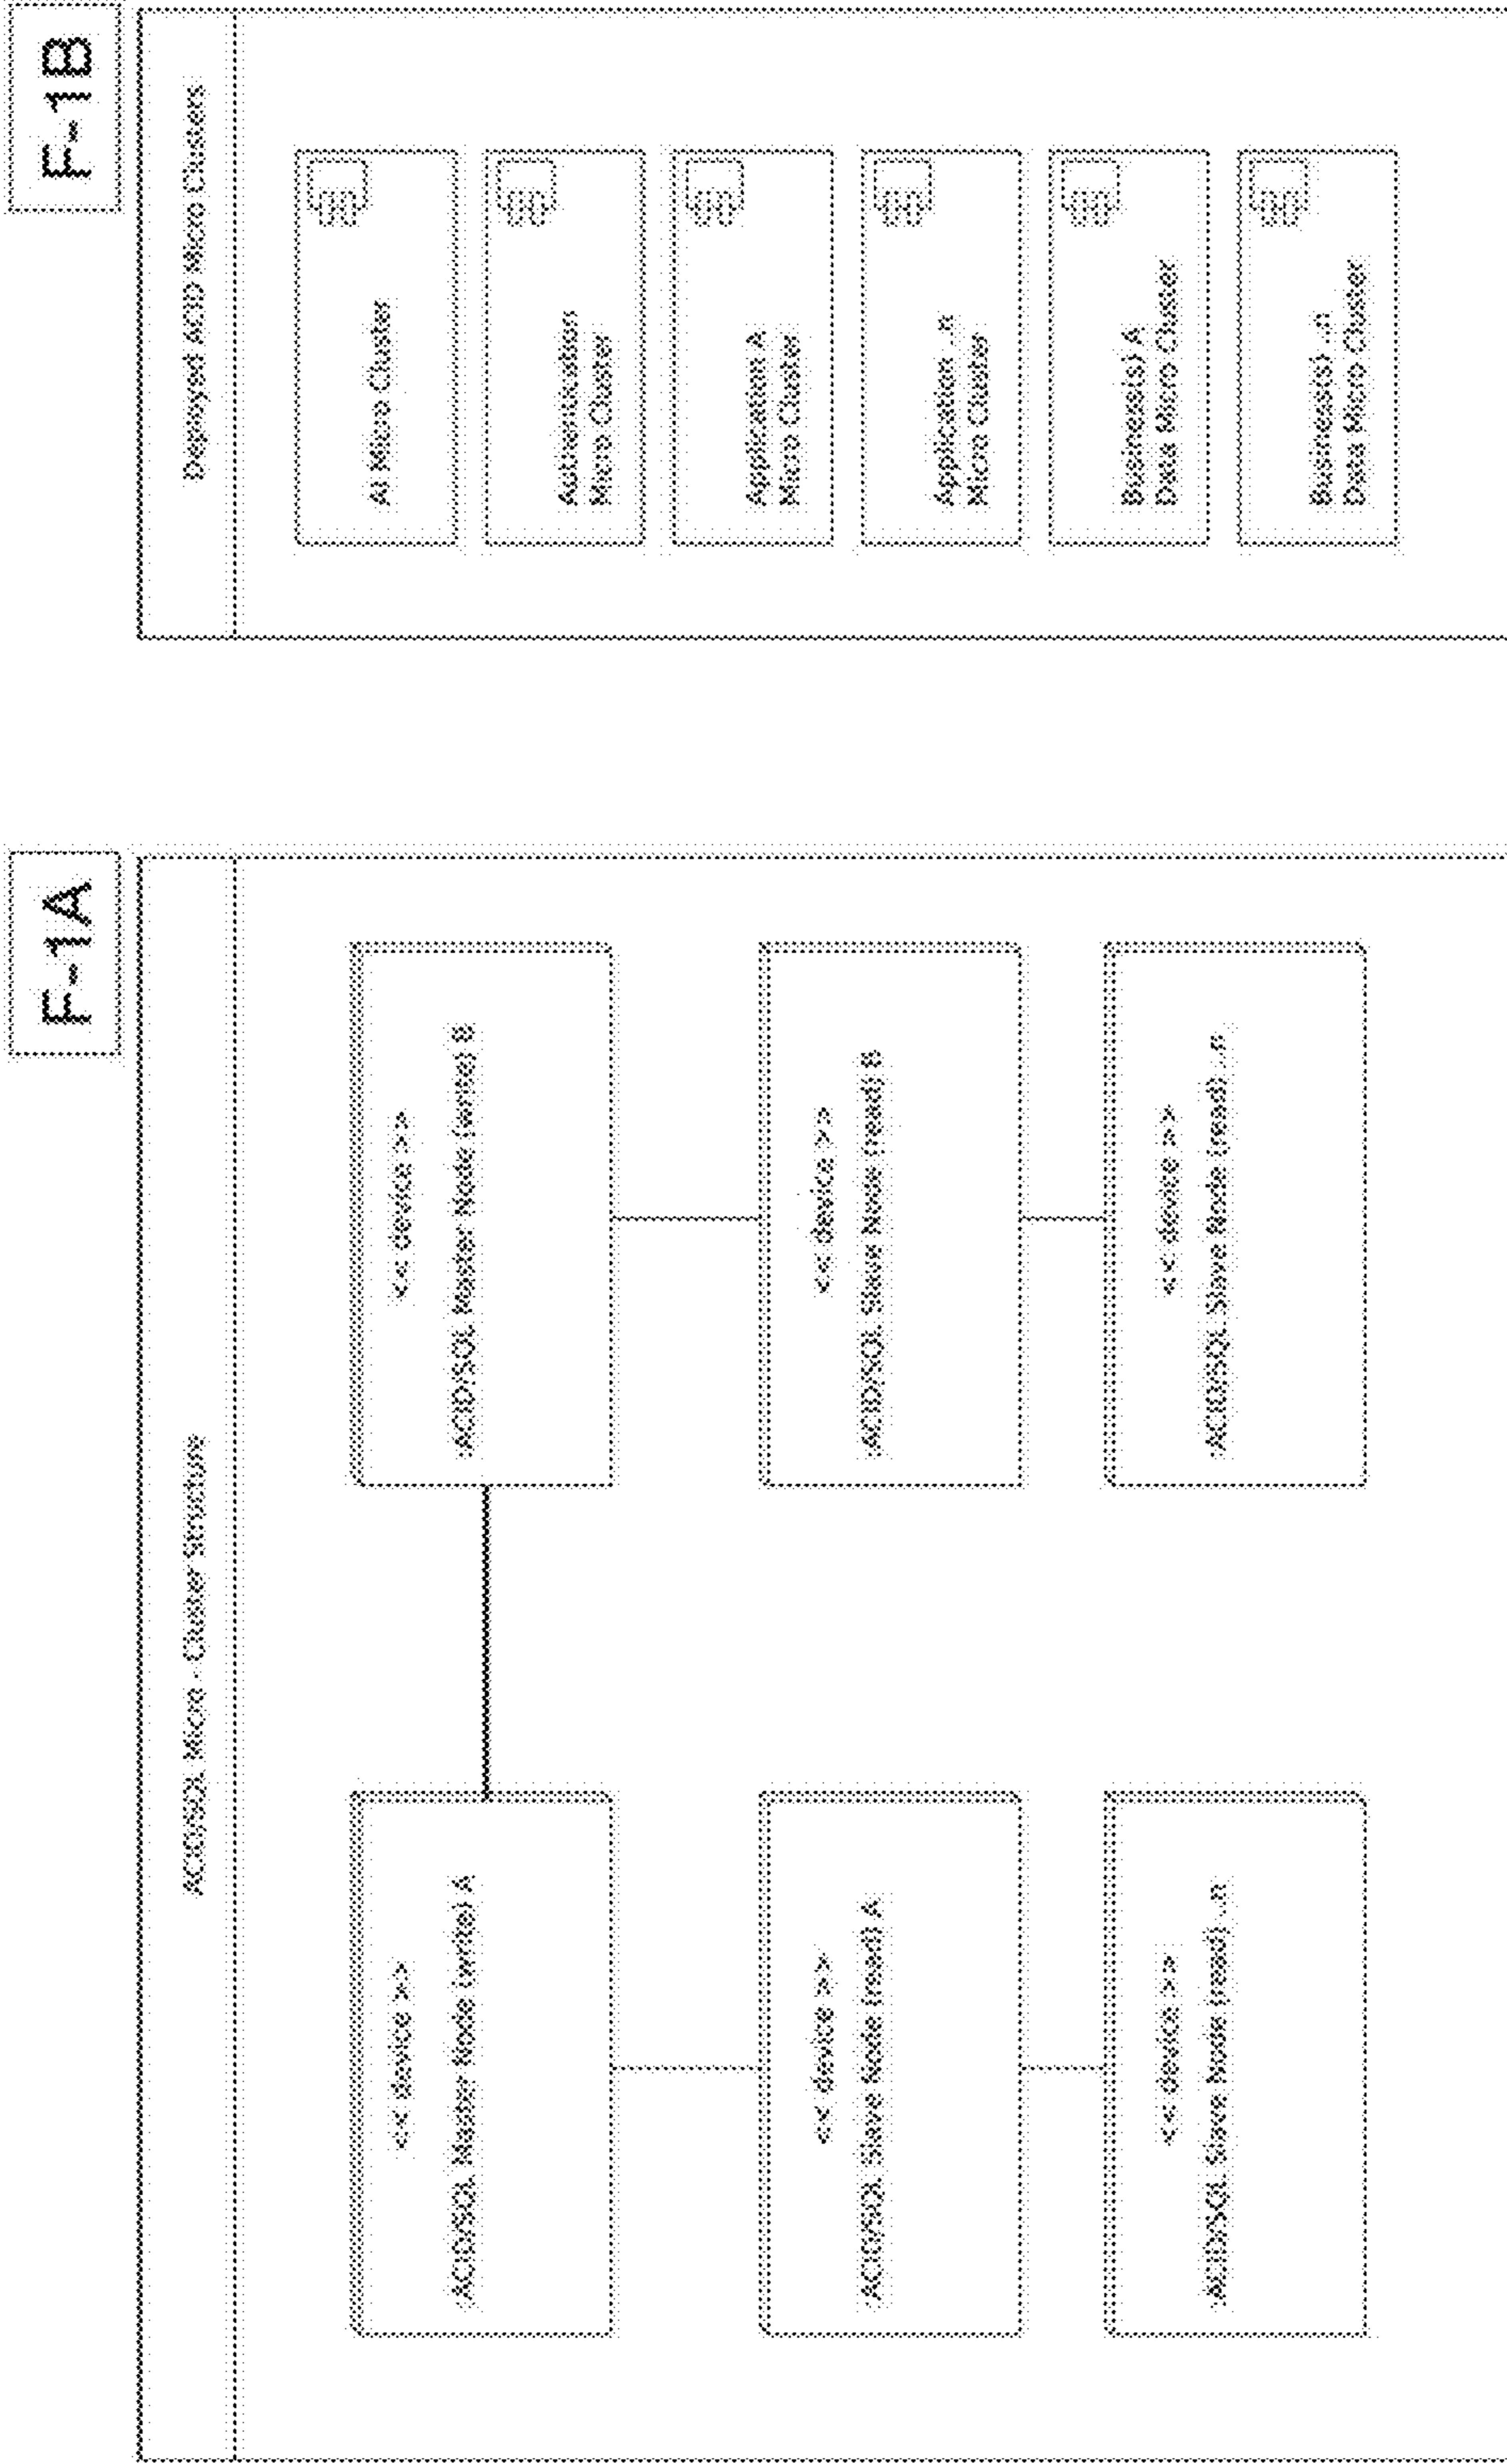 F-1A
ACID/SQL Micro - Cluster Structure
<< device >>
ACID/SQL Master Node (write) A
<< device >>
ACID/SQL Master Node (write) B
<< device >>
ACID/SQL Slave Node (read) A
<< device >>
ACID/SQL Slave Node (read) B
<< device >>
ACID/SQL Slave Node (read) .n
<< device >>
ACID/SQL Slave Node (read) .n
F-1B
Deployed ACID Micro Clusters
AI Micro Cluster
Authentication
Micro Cluster
Application A
Micro Cluster
Application .n
Micro Cluster
Business(s) A
Data Micro Cluster
Business(s) .n
Data Micro Cluster